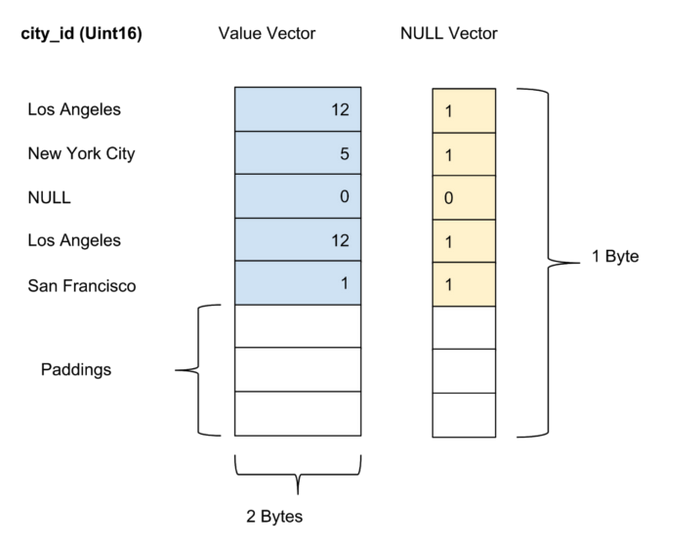 city_id (Uint16) Value Vector NULL Vector
Los Angeles 12 1
New York City 5 1
NULL 0 0
Los Angeles 12 1
San Francisco 1 1
1 Byte
Paddings
2 Bytes